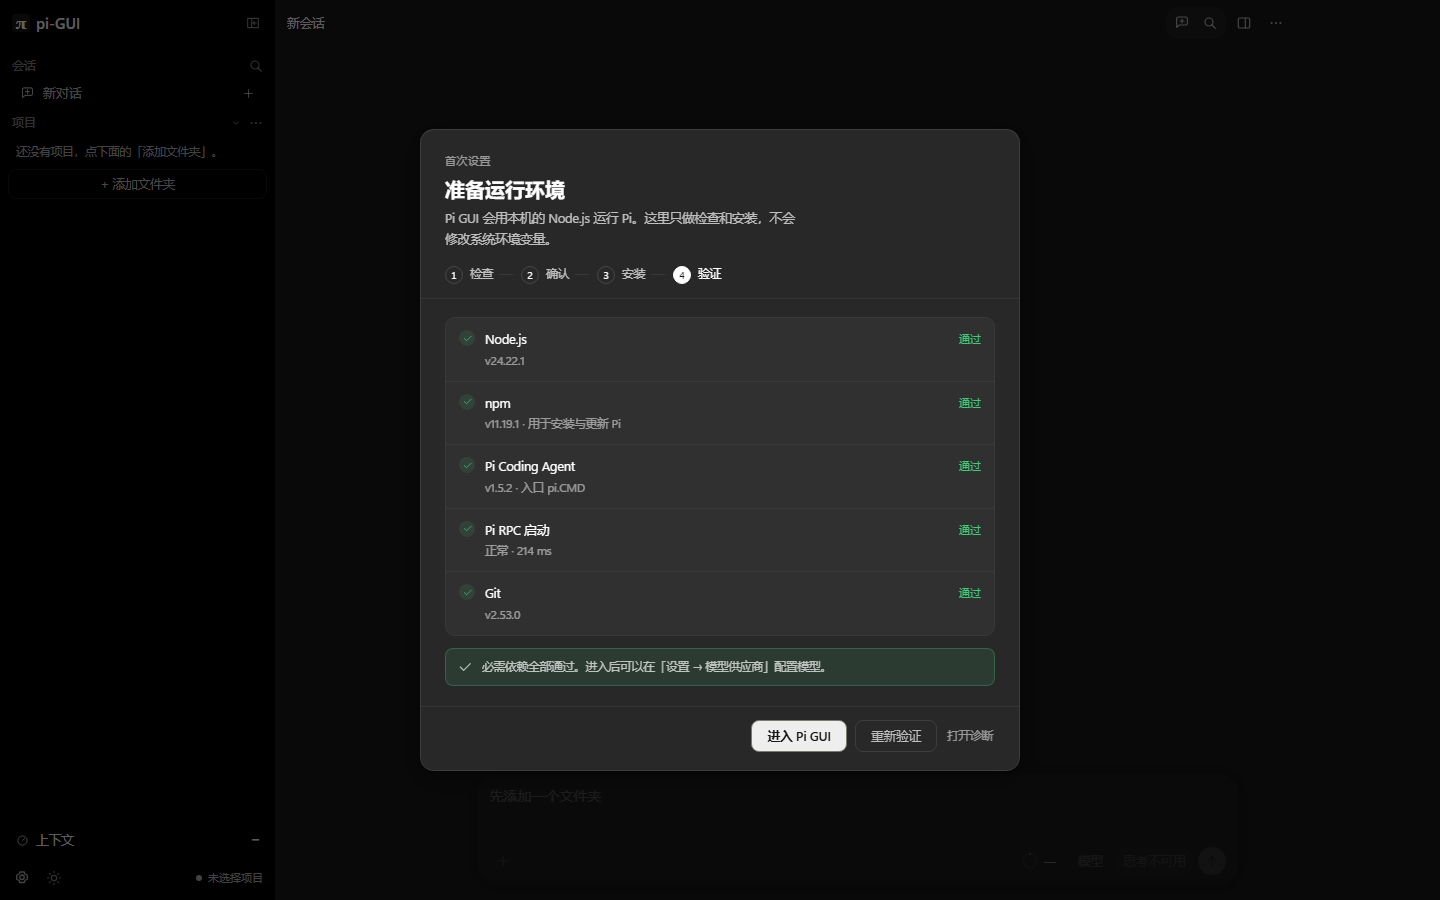 pi-GUI
新会话
会话
新对话
项目
还没有项目，点下面的「添加文件夹」。
+ 添加文件夹
首次设置
准备运行环境
Pi GUI 会用本机的 Node.js 运行 Pi。这里只做检查和安装，不会
修改系统环境变量。
1 检查
2 确认
3 安装
4 验证
Node.js
通过
v24.22.1
npm
通过
v11.19.1 · 用于安装与更新 Pi
Pi Coding Agent
通过
v1.5.2 · 入口 pi.CMD
Pi RPC 启动
通过
正常 · 214 ms
Git
通过
v2.53.0
必需依赖全部通过。进入后可以在「设置 → 模型供应商」配置模型。
进入 Pi GUI
重新验证
打开诊断
先添加一个文件夹
— 模型 思考不可用
上下文
未选择项目